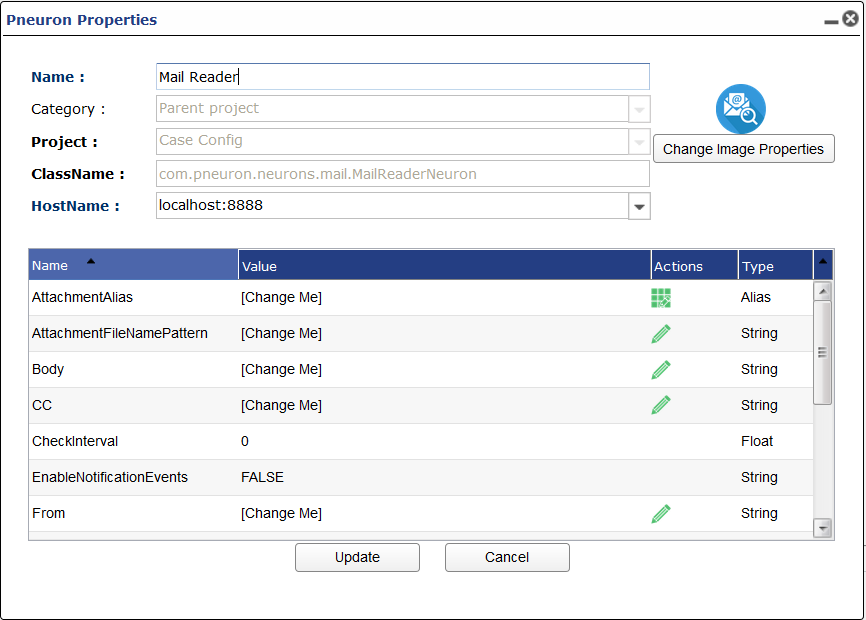 Pneuron Properties
Name : Mail Reader
Category : Parent project
Project : Case Config
Change Image Properties
ClassName : com.pneuron.neurons.mail.MailReaderNeuron
HostName : localhost:8888
Name Value Actions Type
AttachmentAlias [Change Me] Alias
AttachmentFileNamePattern [Change Me] String
Body [Change Me] String
CC [Change Me] String
CheckInterval 0 Float
EnableNotificationEvents FALSE String
From [Change Me] String
Update Cancel